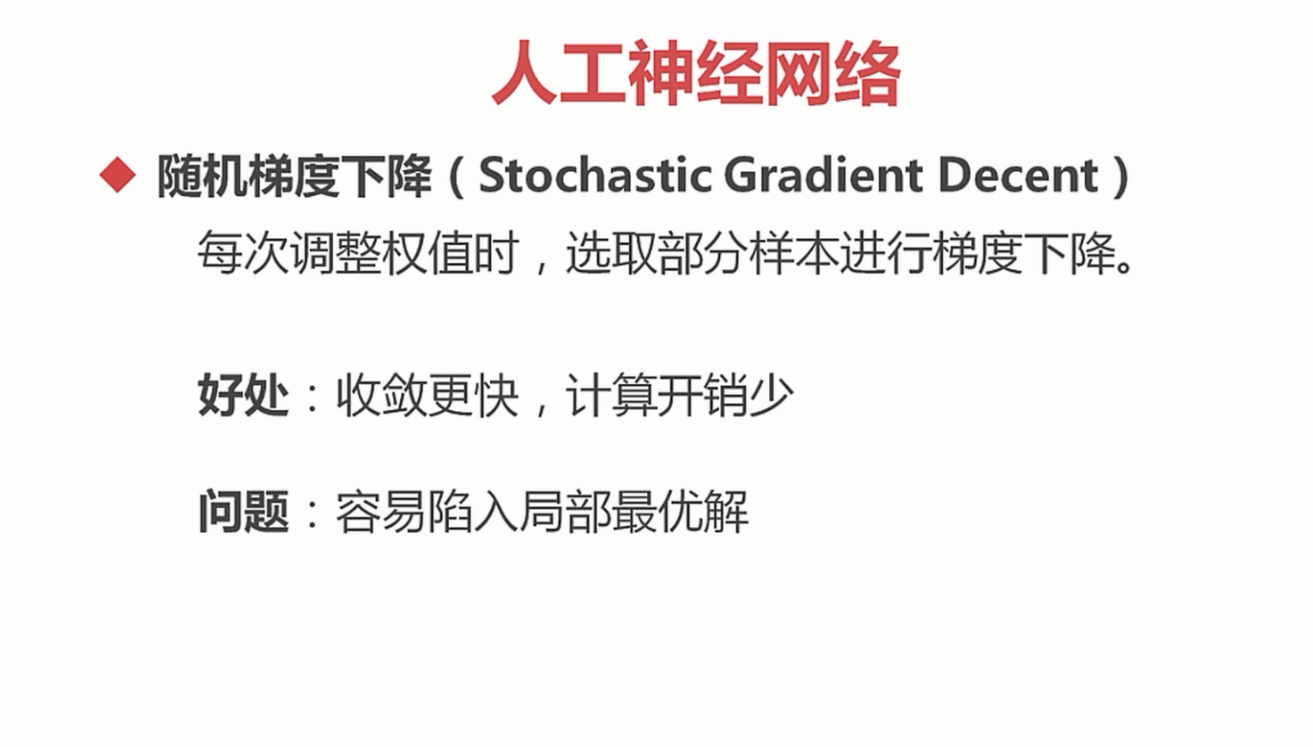 人工神经网络
随机梯度下降（Stochastic Gradient Decent）
每次调整权值时，选取部分样本进行梯度下降。
好处：收敛更快，计算开销少
问题：容易陷入局部最优解